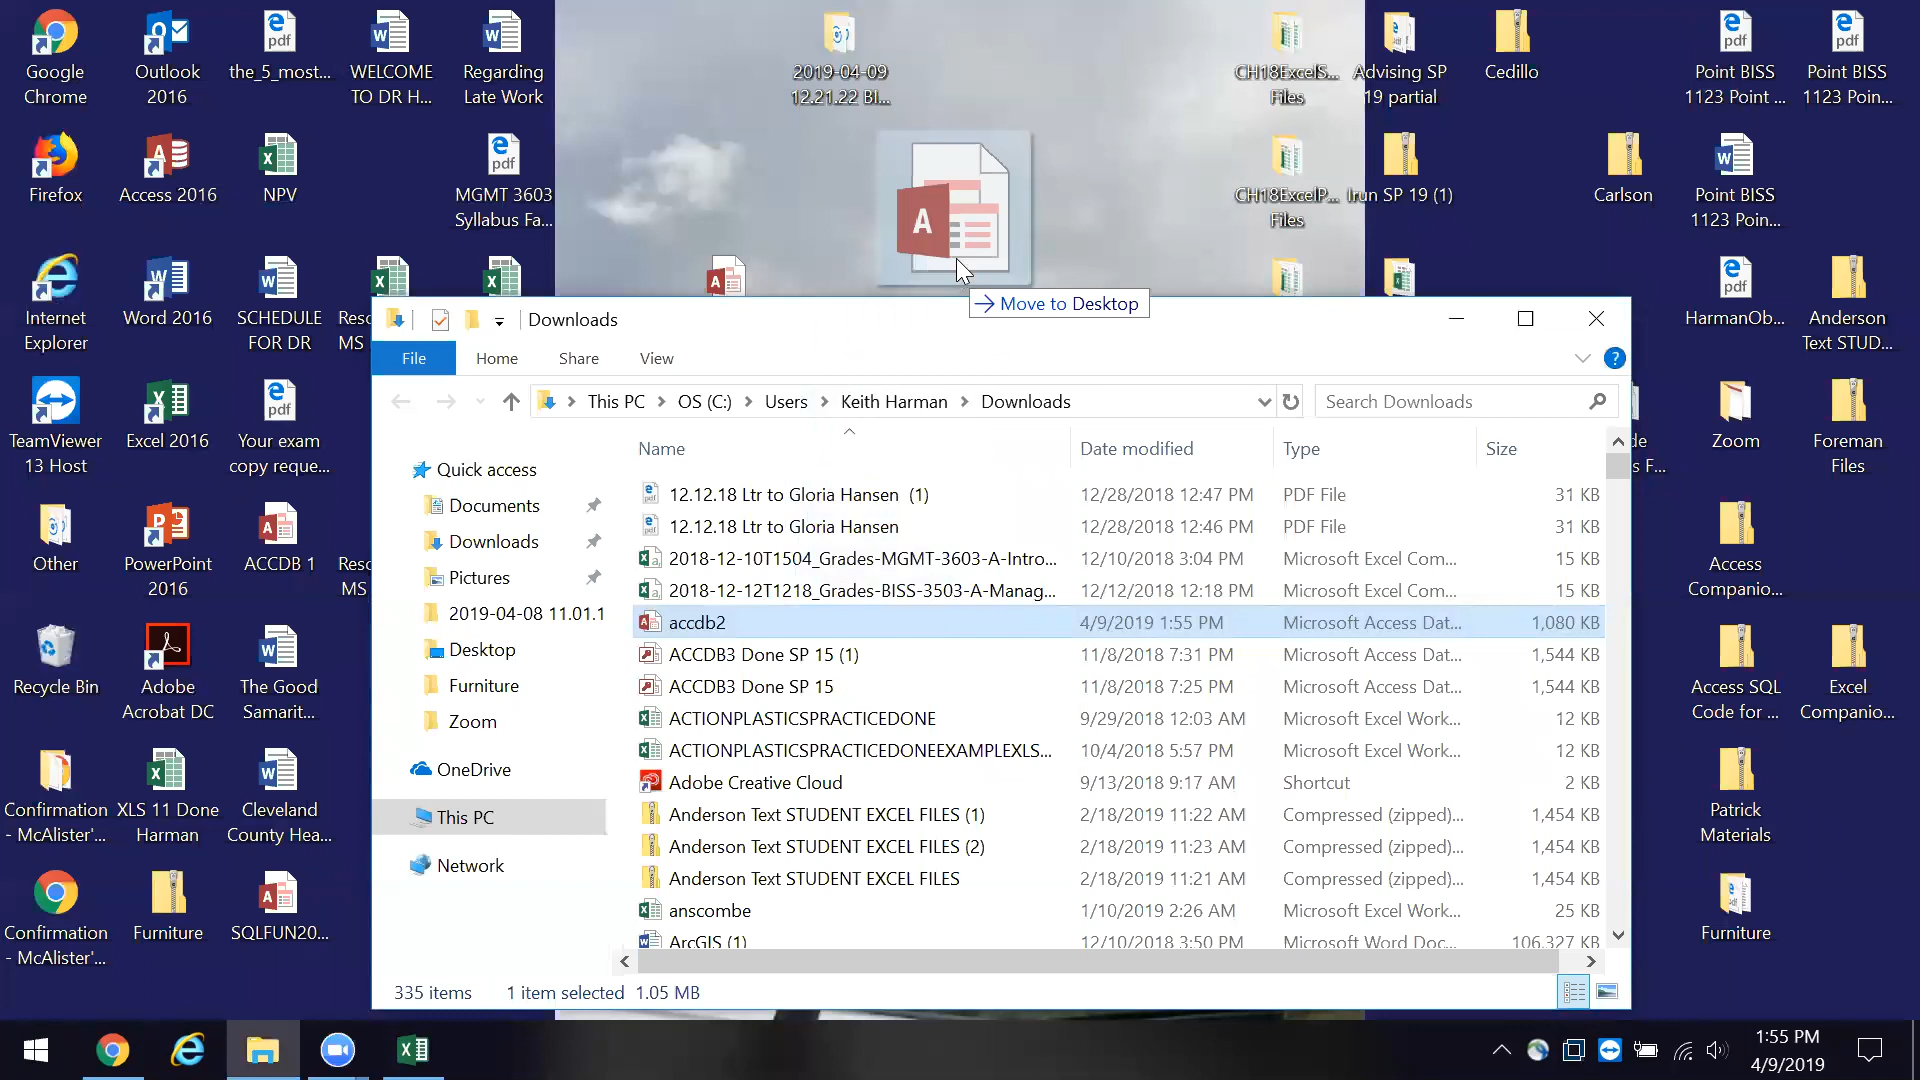 Google
Chrome
Outlook
2016
the_5_most...
WELCOME
TO DR H...
Regarding
Late Work
2019-04-09
12.21.22 Bl...
CH18ExcelS...
Files
Advising SP
19 partial
Cedillo
Point BISS
1123 Point ...
Point BISS
1123 Poin...
Firefox
Access 2016
NPV
MGMT 3603
Syllabus Fa...
CH18ExcelP...
Files
Irun SP 19 (1)
Carlson
Point BISS
1123 Poin...
Internet
Explorer
Word 2016
SCHEDULE
FOR DR
MS
HarmanOb...
Anderson
Text STUD...
Move to Desktop
Downloads
File
Home
Share
View
This PC
OS (C:)
Users
Keith Harman
Downloads
Search Downloads
TeamViewer
13 Host
Excel 2016
Your exam
copy reque...
Zoom
Foreman
Files
Name
Date modified
Type
Size
Quick access
Documents
Downloads
Pictures
2019-04-08 11.01.1
Desktop
Furniture
Zoom
OneDrive
This PC
Network
12.12.18 Ltr to Gloria Hansen (1) 12/28/2018 12:47 PM PDF File 31 KB
12.12.18 Ltr to Gloria Hansen 12/28/2018 12:46 PM PDF File 31 KB
2018-12-10T1504_Grades-MGMT-3603-A-Intro... 12/10/2018 3:04 PM Microsoft Excel Com... 15 KB
2018-12-12T1218_Grades-BISS-3503-A-Manag... 12/12/2018 12:18 PM Microsoft Excel Com... 15 KB
accdb2 4/9/2019 1:55 PM Microsoft Access Dat... 1,080 KB
ACCDB3 Done SP 15 (1) 11/8/2018 7:31 PM Microsoft Access Dat... 1,544 KB
ACCDB3 Done SP 15 11/8/2018 7:25 PM Microsoft Access Dat... 1,544 KB
ACTIONPLASTICSPRACTICEDONE 9/29/2018 12:03 AM Microsoft Excel Work... 12 KB
ACTIONPLASTICSPRACTICEDONEEXAMPLEXLS... 10/4/2018 5:57 PM Microsoft Excel Work... 12 KB
Adobe Creative Cloud 9/13/2018 9:17 AM Shortcut 2 KB
Anderson Text STUDENT EXCEL FILES (1) 2/18/2019 11:22 AM Compressed (zipped)... 1,454 KB
Anderson Text STUDENT EXCEL FILES (2) 2/18/2019 11:23 AM Compressed (zipped)... 1,454 KB
Anderson Text STUDENT EXCEL FILES 2/18/2019 11:21 AM Compressed (zipped)... 1,454 KB
anscombe 1/10/2019 2:26 AM Microsoft Excel Work... 25 KB
ArcGIS (1) 12/10/2018 3:50 PM Microsoft Word Doc... 106,327 KB
335 items
1 item selected 1.05 MB
Other
PowerPoint
2016
ACCDB 1
MS
Access
Companio...
Recycle Bin
Adobe
Acrobat DC
The Good
Samarit...
Access SQL
Code for ...
Excel
Companio...
Confirmation
- McAlister'...
XLS 11 Done
Harman
Cleveland
County Hea...
Patrick
Materials
Confirmation
- McAlister'...
Furniture
SQLFUN20...
Furniture
1:55 PM
4/9/2019